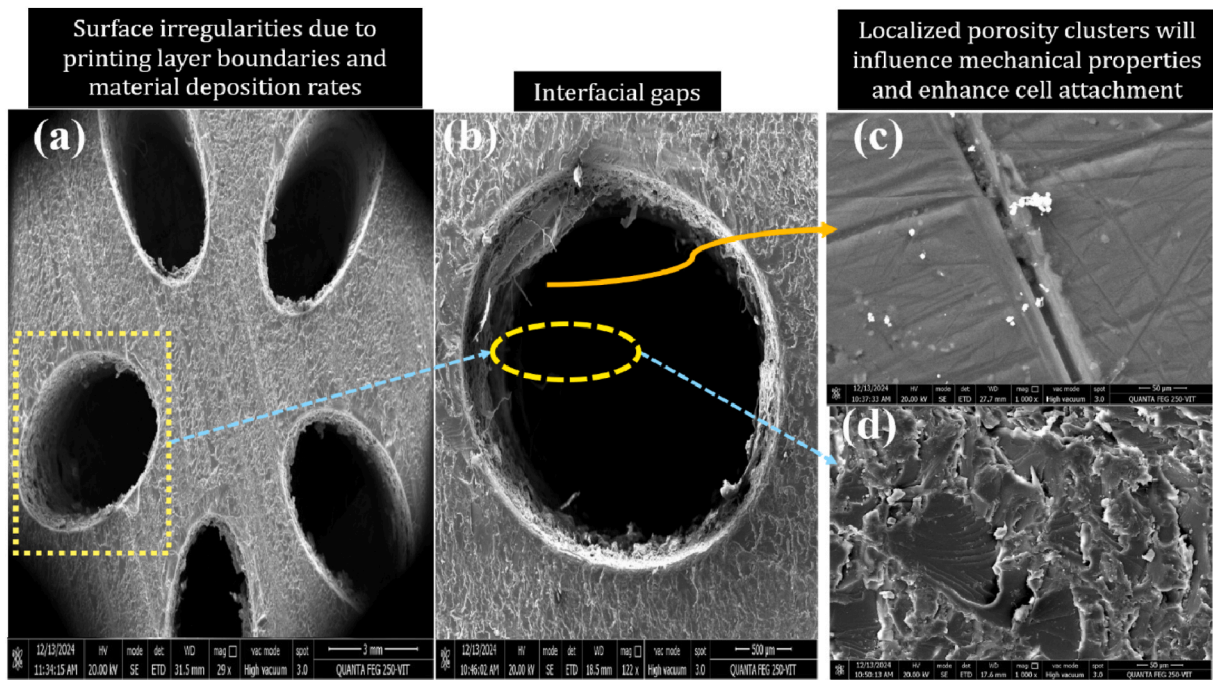 Surface irregularities due to
printing layer boundaries and
material deposition rates
Interfacial gaps
Localized porosity clusters will
influence mechanical properties
and enhance cell attachment
(a)
12/13/2024 HV mode det WD mag □ vac mode spot 3 mm
11:34:15 AM 20.00 kV SE ETD 31.5 mm 29 x High vacuum 3.0 QUANTA FEG 250-VIT
(b)
12/13/2024 HV mode det WD mag □ vac mode spot 500 µm
10:46:02 AM 20.00 kV SE ETD 18.5 mm 122 x High vacuum 3.0 QUANTA FEG 250-VIT
(c)
12/13/2024 HV mode det WD mag □ vac mode spot 50 µm
10:37:33 AM 20.00 kV SE ETD 27.7 mm 1 000 x High vacuum 3.0 QUANTA FEG 250-VIT
(d)
12/13/2024 HV mode det WD mag □ vac mode spot 50 µm
10:50:13 AM 20.00 kV SE ETD 17.6 mm 1 000 x High vacuum 3.0 QUANTA FEG 250-VIT